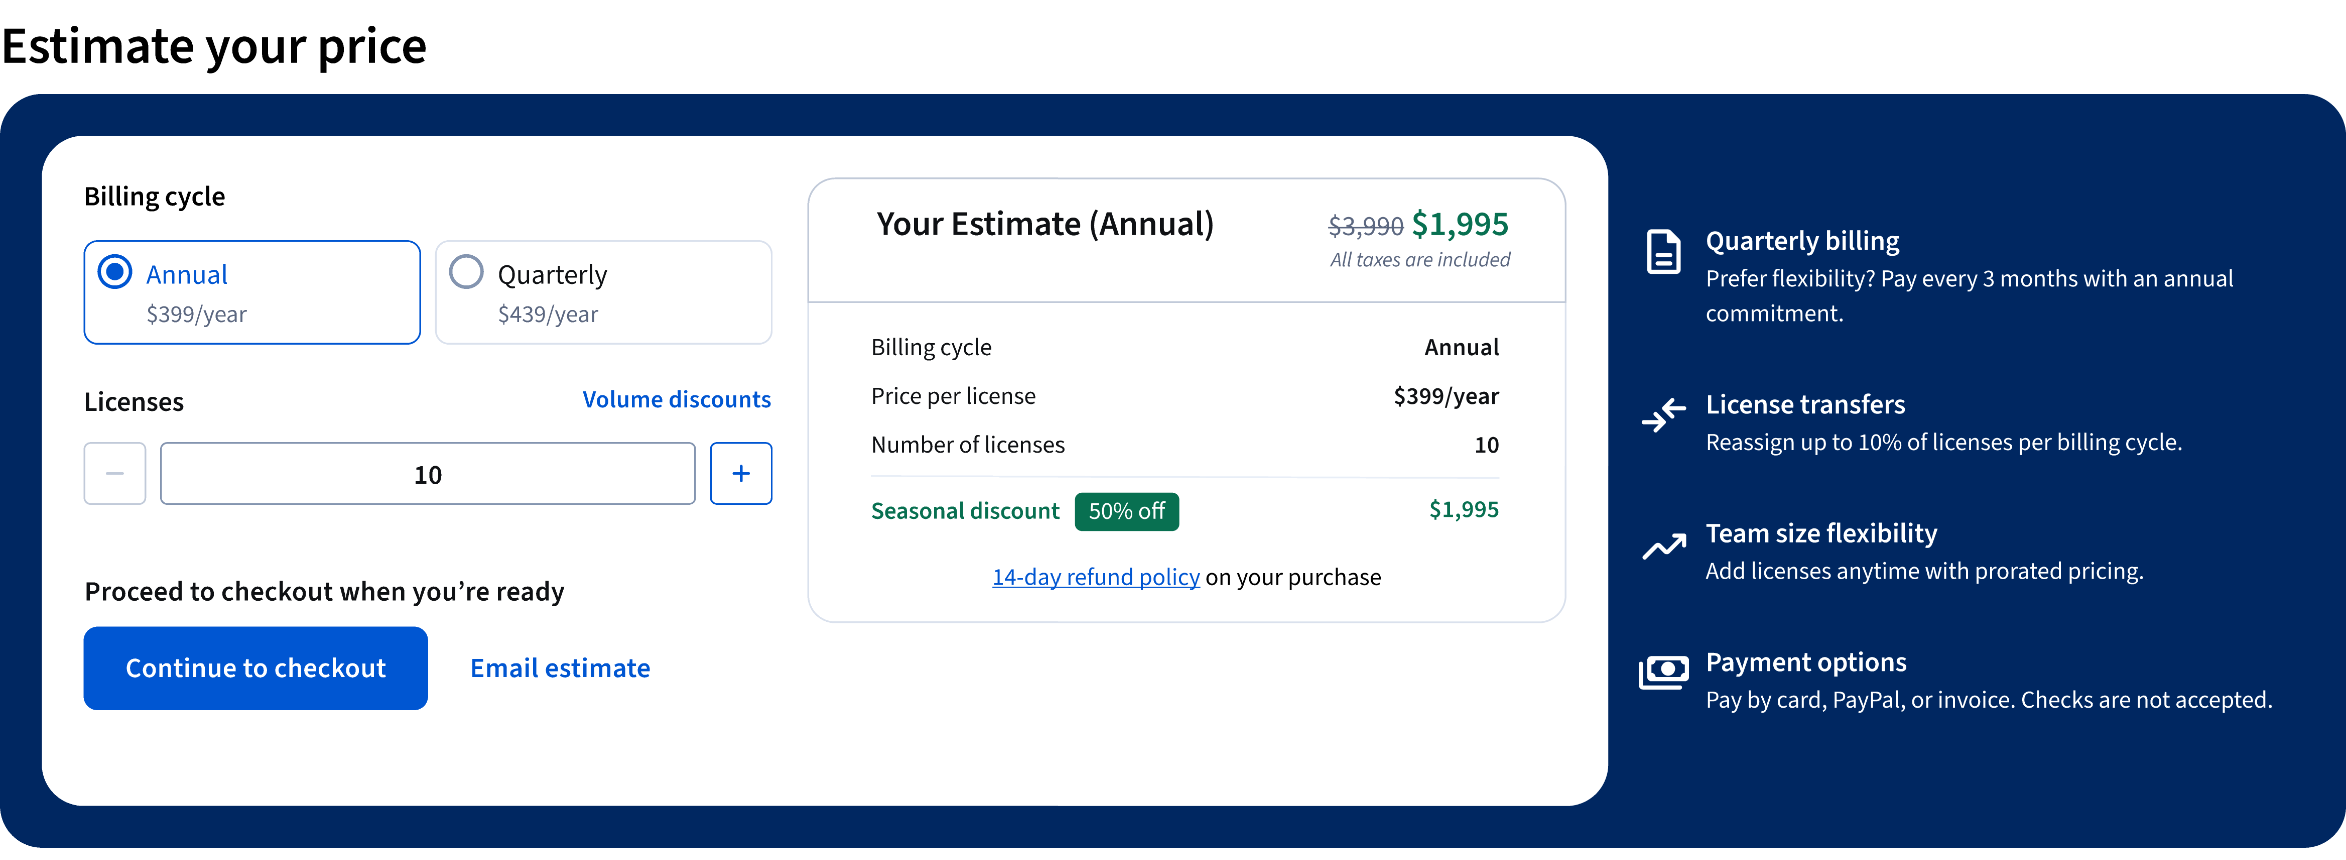 Estimate your price
Billing cycle
Annual
$399/year
Quarterly
$439/year
Licenses
Volume discounts
−
10
+
Proceed to checkout when you’re ready
Continue to checkout
Email estimate
Your Estimate (Annual)
$3,990 $1,995
All taxes are included
Billing cycle Annual
Price per license $399/year
Number of licenses 10
Seasonal discount 50% off $1,995
14-day refund policy on your purchase
Quarterly billing
Prefer flexibility? Pay every 3 months with an annual
commitment.
License transfers
Reassign up to 10% of licenses per billing cycle.
Team size flexibility
Add licenses anytime with prorated pricing.
Payment options
Pay by card, PayPal, or invoice. Checks are not accepted.